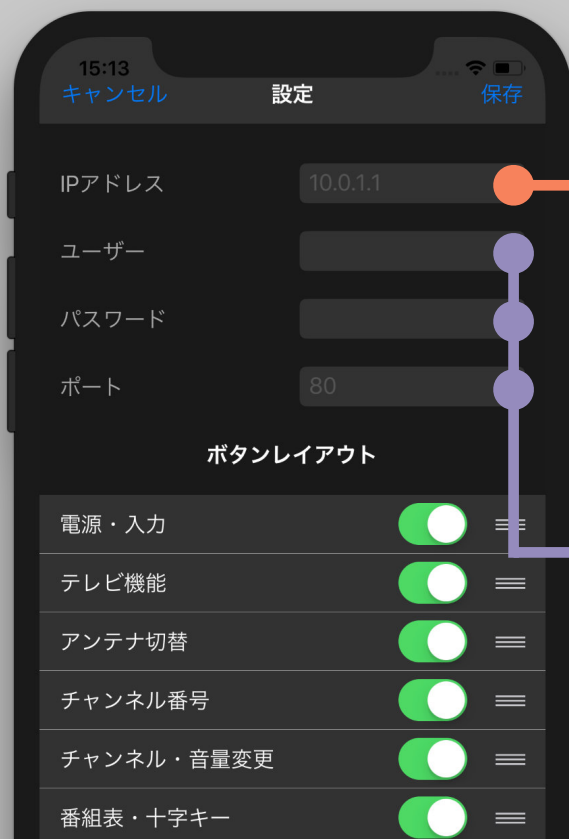 15:13
キャンセル 設定 保存
IPアドレス 10.0.1.1
ユーザー
パスワード
ポート 80
ボタンレイアウト
電源・入力
テレビ機能
アンテナ切替
チャンネル番号
チャンネル・音量変更
番組表・十字キー